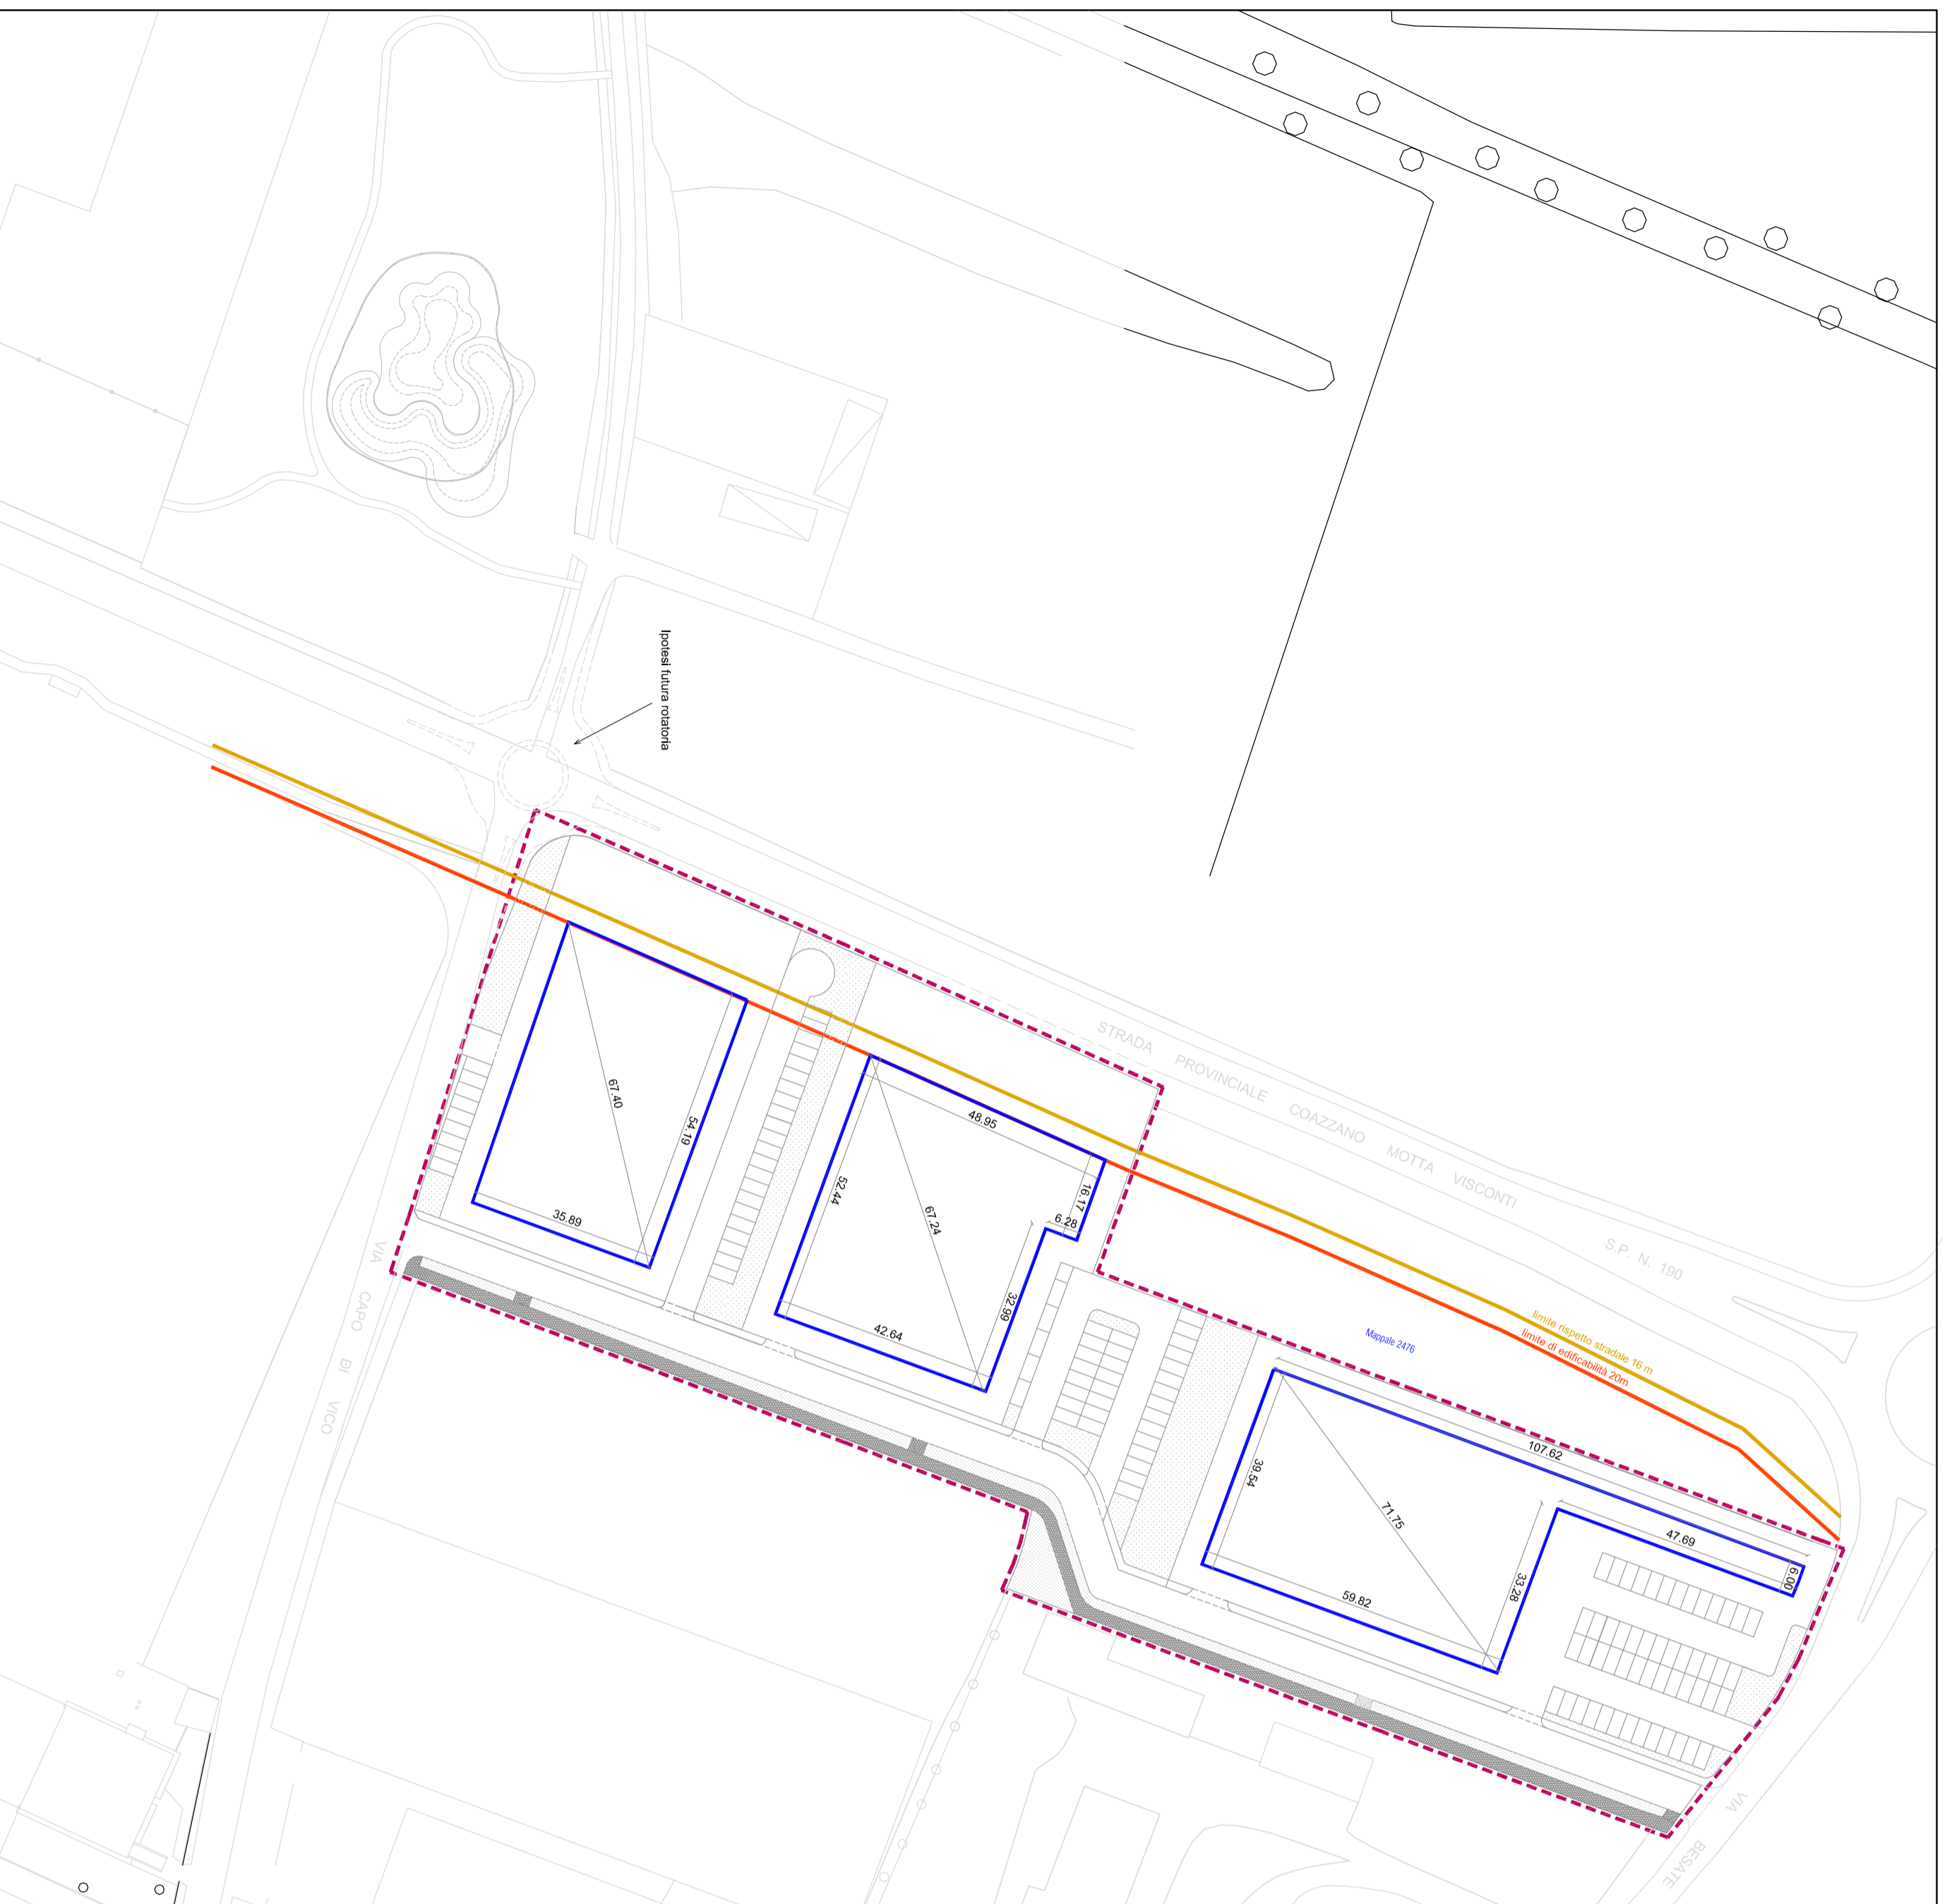 Ipotesi futura rotatoria
STRADA PROVINCIALE COAZZANO MOTTA VISCONTI
S.P. N. 190
limite rispetto stradale 16 m
limite di edificabilità 20m
Mappale 2476
67.40
54.19
35.89
48.95
52.44
67.24
16.17
6.28
32.99
42.64
107.62
39.54
71.75
47.69
6.00
33.28
59.82
VIA CAPO DI VICO
VIA BESATE